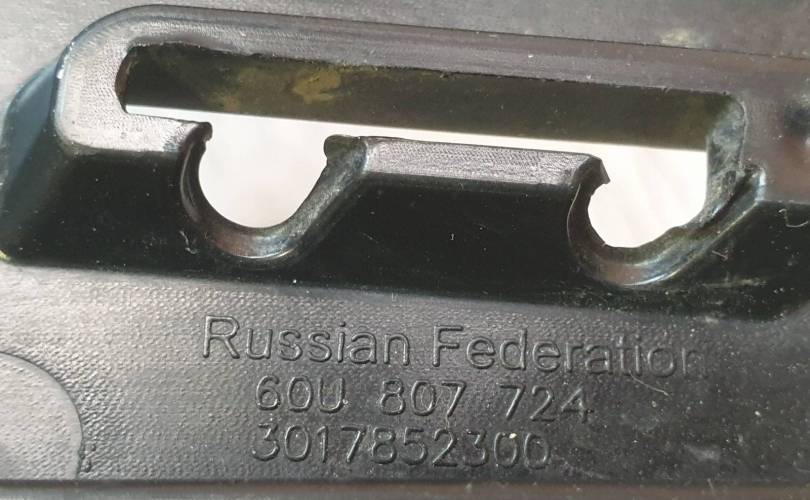 Russian Federation
60U 807 724
3017852300